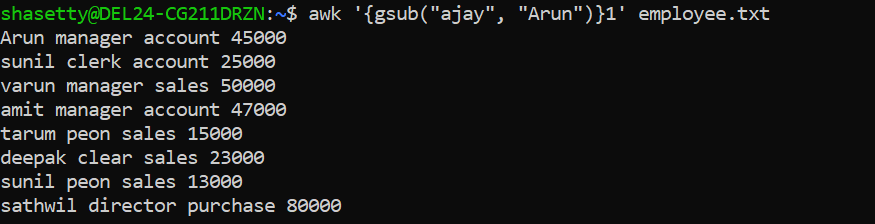 shasetty@DEL24-CG211DRZN:~$ awk '{gsub("ajay", "Arun")}1' employee.txt
Arun manager account 45000
sunil clerk account 25000
varun manager sales 50000
amit manager account 47000
tarum peon sales 15000
deepak clear sales 23000
sunil peon sales 13000
sathwil director purchase 80000